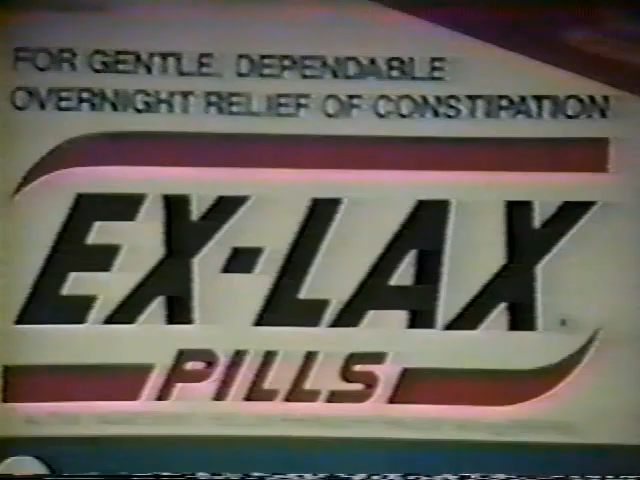 FOR GENTLE, DEPENDABLE
OVERNIGHT RELIEF OF CONSTIPATION
EX·LAX
PILLS